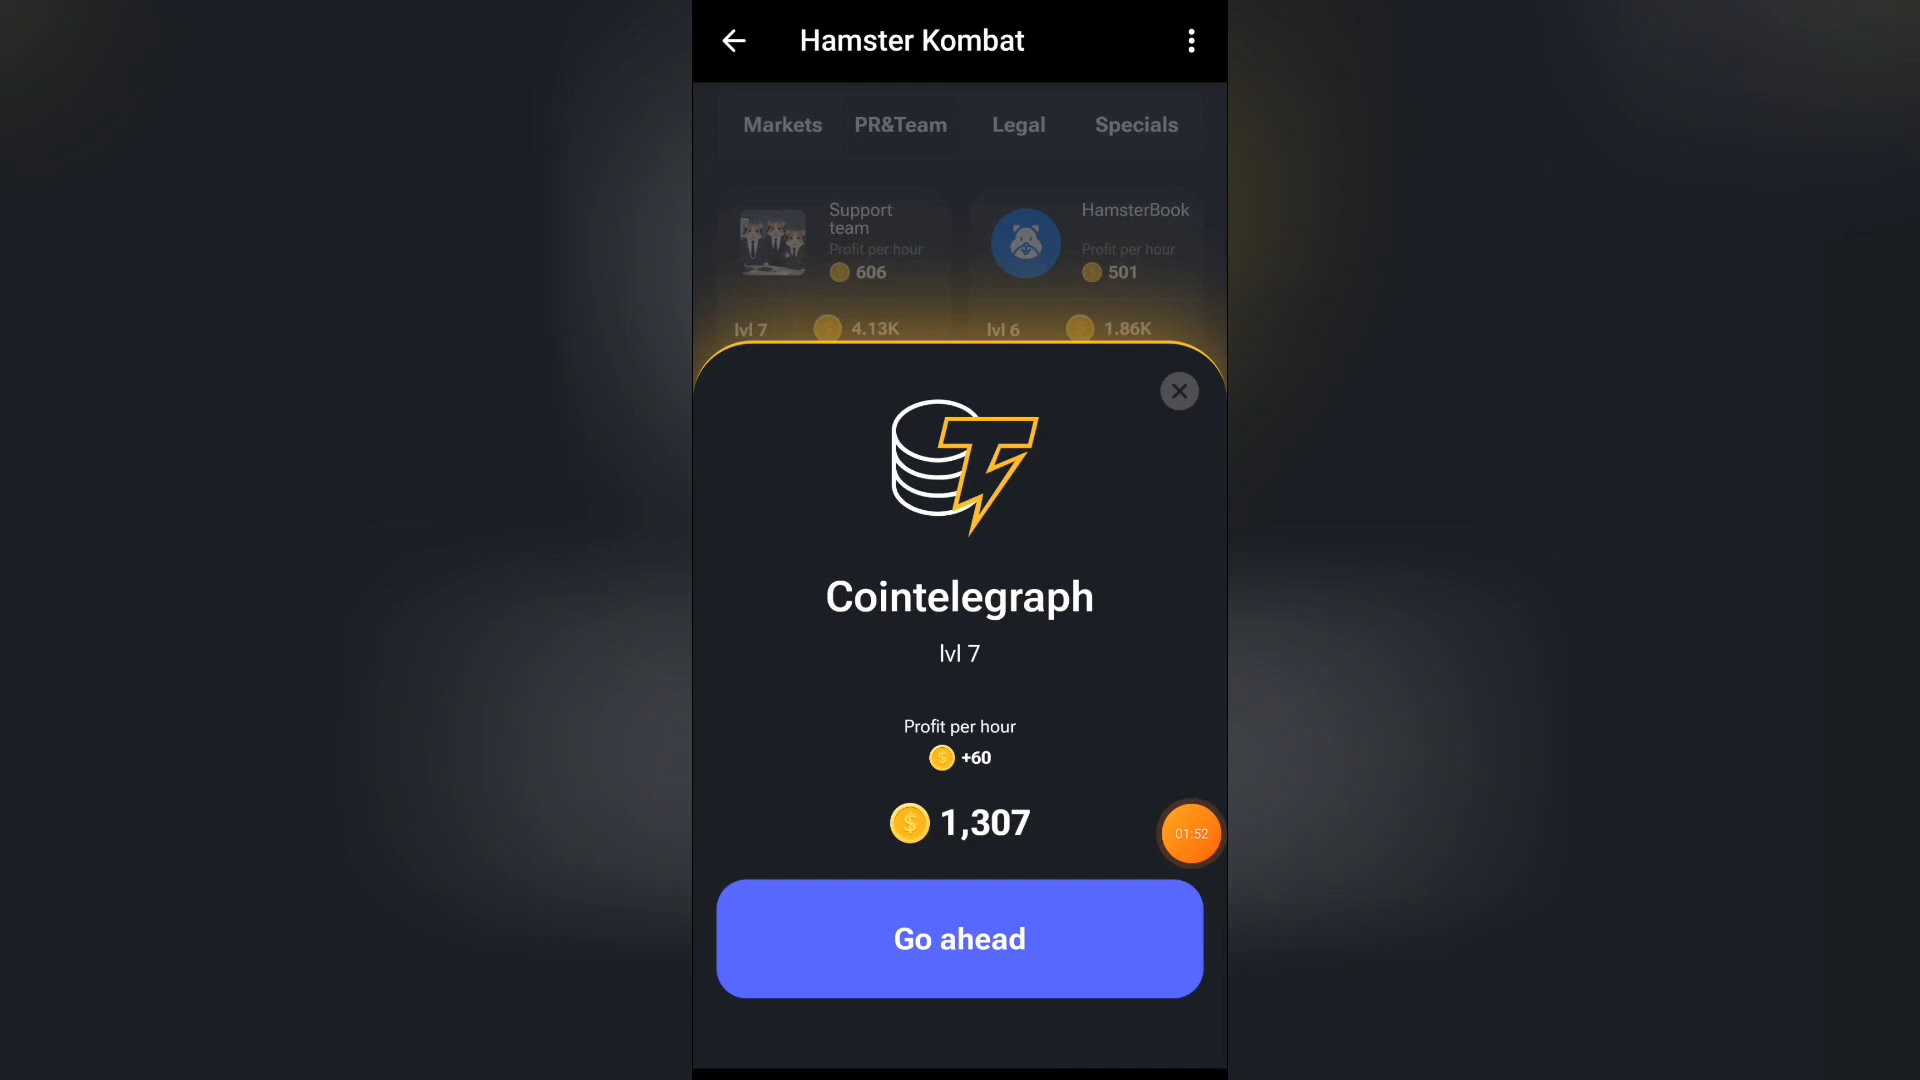 Hamster Kombat
Markets PR&Team Legal Specials
Support
team
Profit per hour
606
lvl 7 4.13K
HamsterBook
Profit per hour
501
lvl 6 1.86K
Cointelegraph
lvl 7
Profit per hour
+60
1,307
01:52
Go ahead